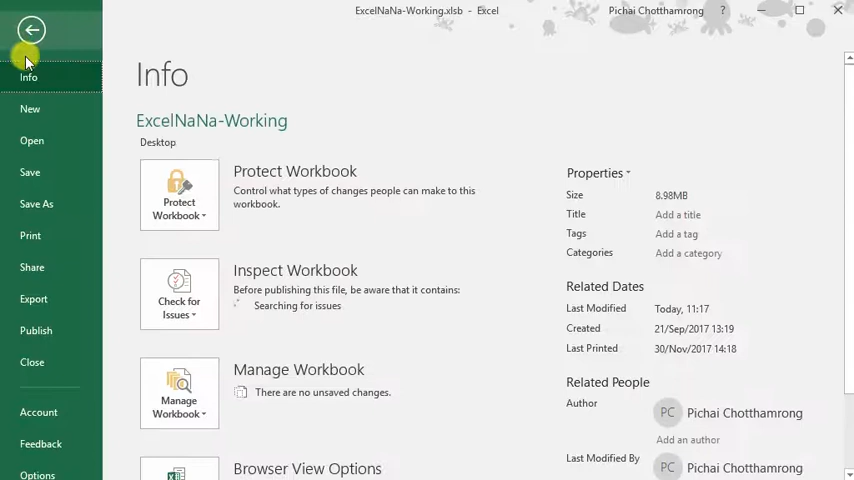 ExcelNaNa-Working.xlsb - Excel
Pichai Chotthamrong
?
Info
New
Open
Save
Save As
Print
Share
Export
Publish
Close
Account
Feedback
Options
Info
ExcelNaNa-Working
Desktop
Protect Workbook
Protect Workbook
Control what types of changes people can make to this
workbook.
Check for
Issues
Inspect Workbook
Before publishing this file, be aware that it contains:
Searching for issues
Manage
Workbook
Manage Workbook
There are no unsaved changes.
Browser View Options
Properties
Size 8.98MB
Title Add a title
Tags Add a tag
Categories Add a category
Related Dates
Last Modified Today, 11:17
Created 21/Sep/2017 13:19
Last Printed 30/Nov/2017 14:18
Related People
Author PC Pichai Chotthamrong
Add an author
Last Modified By PC Pichai Chotthamrong